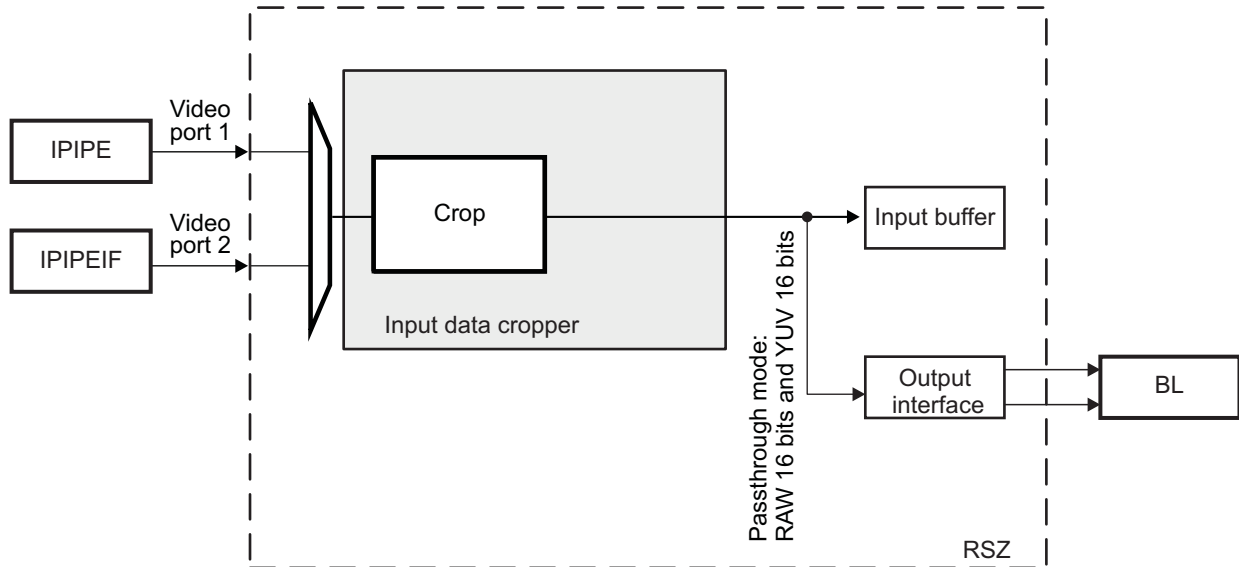 Video
port 1
IPIPE
Video
port 2
IPIPEIF
Crop
Input data cropper
Input buffer
Passthrough mode:
RAW 16 bits and YUV 16 bits
Output
interface
BL
RSZ